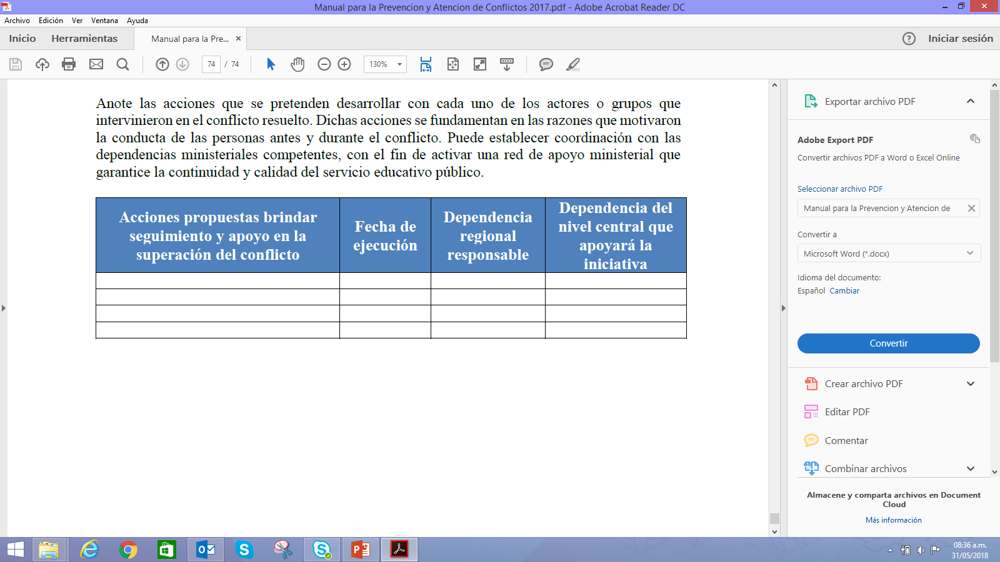 Manual para la Prevencion y Atencion de Conflictos 2017.pdf - Adobe Acrobat Reader DC
Archivo Edición Ver Ventana Ayuda
Inicio Herramientas Manual para la Pre... × ? Iniciar sesión
74 / 74 130%
Anote las acciones que se pretenden desarrollar con cada uno de los actores o grupos que
intervinieron en el conflicto resuelto. Dichas acciones se fundamentan en las razones que motivaron
la conducta de las personas antes y durante el conflicto. Puede establecer coordinación con las
dependencias ministeriales competentes, con el fin de activar una red de apoyo ministerial que
garantice la continuidad y calidad del servicio educativo público.
Acciones propuestas brindar
seguimiento y apoyo en la
superación del conflicto
Fecha de
ejecución
Dependencia
regional
responsable
Dependencia del
nivel central que
apoyará la
iniciativa
Exportar archivo PDF
Adobe Export PDF
Convertir archivos PDF a Word o Excel Online
Seleccionar archivo PDF
Manual para la Prevencion y Atencion de
Convertir a
Microsoft Word (*.docx)
Idioma del documento:
Español Cambiar
Convertir
Crear archivo PDF
Editar PDF
Comentar
Combinar archivos
Almacene y comparta archivos en Document
Cloud
Más información
08:36 a.m.
31/05/2018